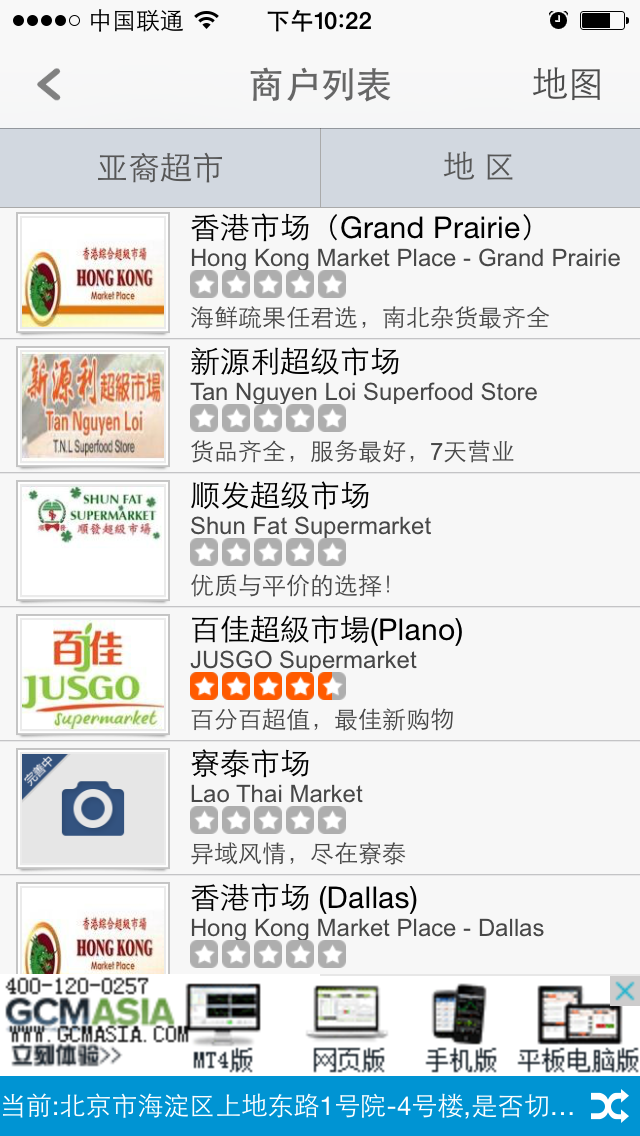 中国联通 下午10:22
商户列表 地图
亚裔超市 地 区
香港綜合超級市場
HONG KONG
Market Place
香港市场（Grand Prairie）
Hong Kong Market Place - Grand Prairie
海鲜疏果任君选，南北杂货最齐全
新源利超級市場
Tan Nguyen Loi
T.N.L Superfood Store
新源利超级市场
Tan Nguyen Loi Superfood Store
货品齐全，服务最好，7天营业
SHUN FAT
SUPERMARKET
順發超級市場
顺发超级市场
Shun Fat Supermarket
优质与平价的选择！
百佳
JUSGO
Supermarket
百佳超級市場(Plano)
JUSGO Supermarket
百分百超值，最佳新购物
完善中
寮泰市场
Lao Thai Market
异域风情，尽在寮泰
香港綜合超級市場
HONG KONG
Market Place
香港市场 (Dallas)
Hong Kong Market Place - Dallas
400-120-0257
GCMASIA
WWW.GCMASIA.COM
立刻体验>>
MT4版 网页版 手机版 平板电脑版
当前:北京市海淀区上地东路1号院-4号楼,是否切...